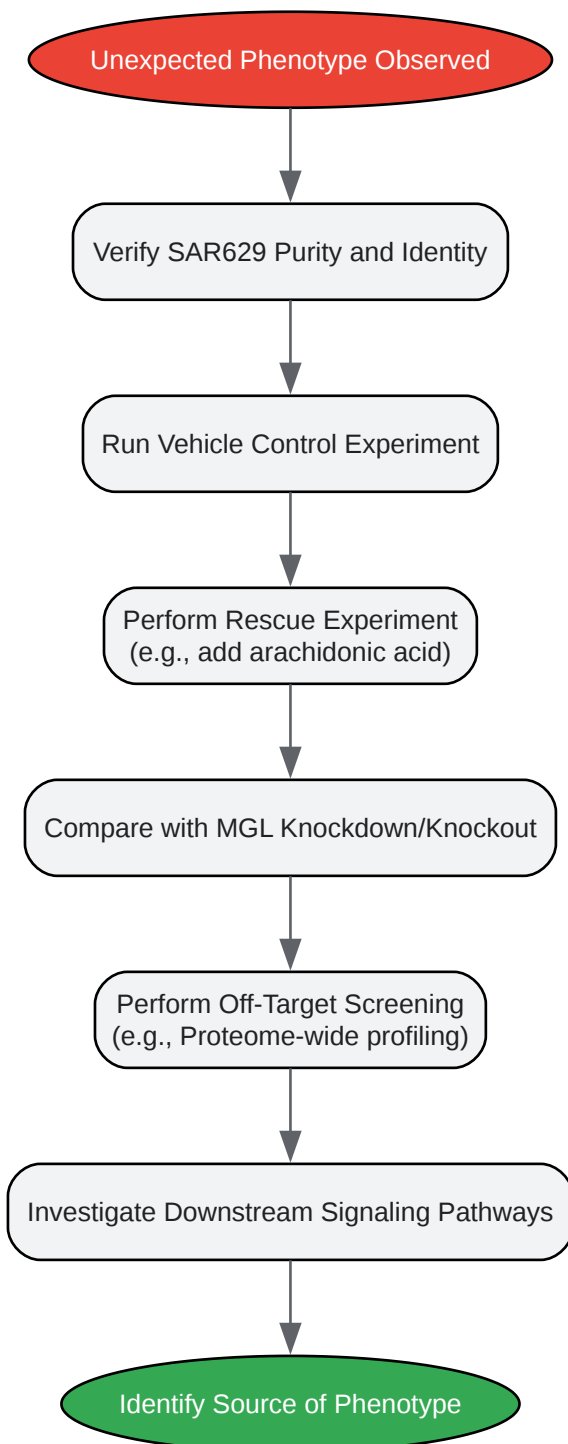 Unexpected Phenotype Observed
Verify SAR629 Purity and Identity
Run Vehicle Control Experiment
Perform Rescue Experiment
(e.g., add arachidonic acid)
Compare with MGL Knockdown/Knockout
Perform Off-Target Screening
(e.g., Proteome-wide profiling)
Investigate Downstream Signaling Pathways
Identify Source of Phenotype